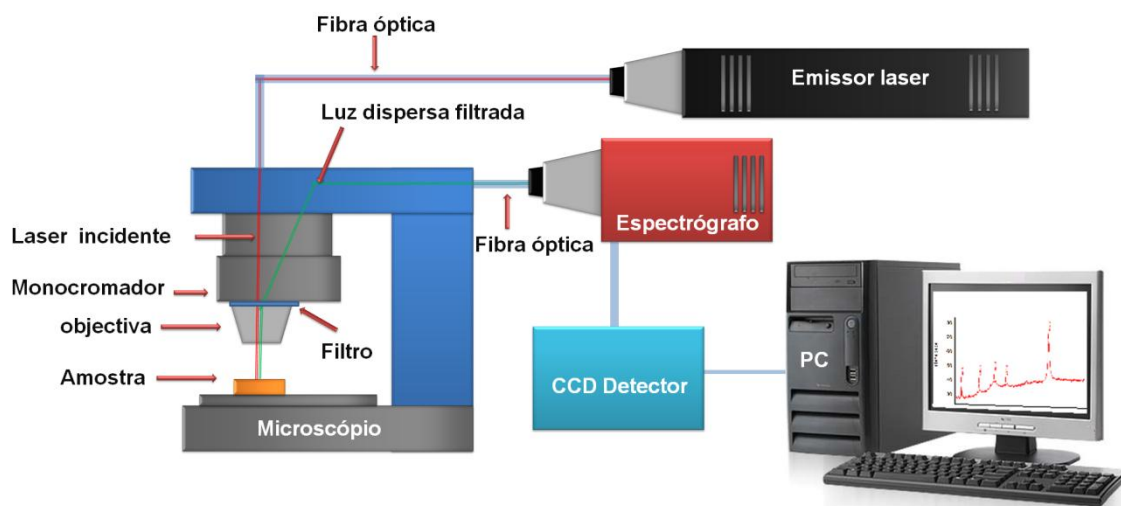 Fibra óptica
Emissor laser
Luz dispersa filtrada
Espectrógrafo
Laser incidente
Fibra óptica
Monocromador
objectiva
Filtro
PC
Amostra
CCD Detector
Microscópio